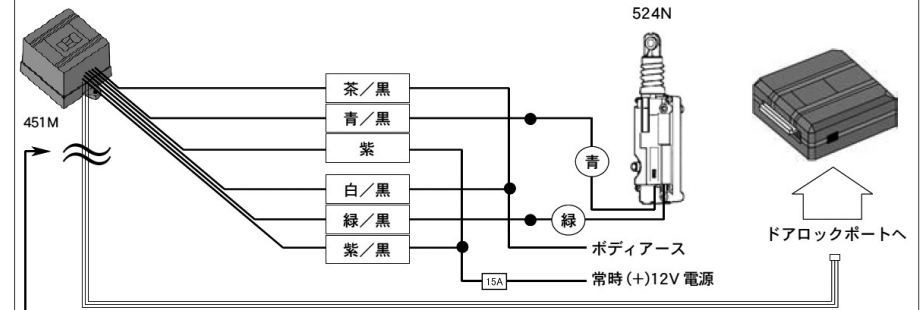 524N
451M
茶／黒
青／黒
紫
白／黒
緑／黒
紫／黒
青
緑
ボディアース
15A
常時(+)12V 電源
ドアロックポートへ